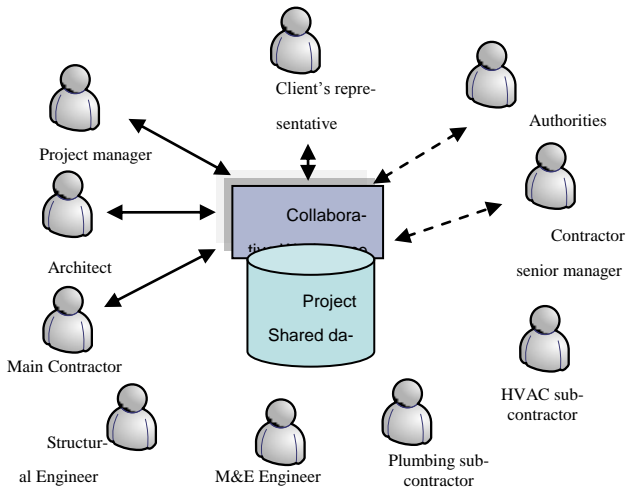 Client's repre-
sentative
Authorities
Project manager
Collabora-
Contractor
senior manager
Architect
Project
Shared da-
Main Contractor
HVAC sub-
contractor
Structur-
al Engineer
M&E Engineer
Plumbing sub-
contractor